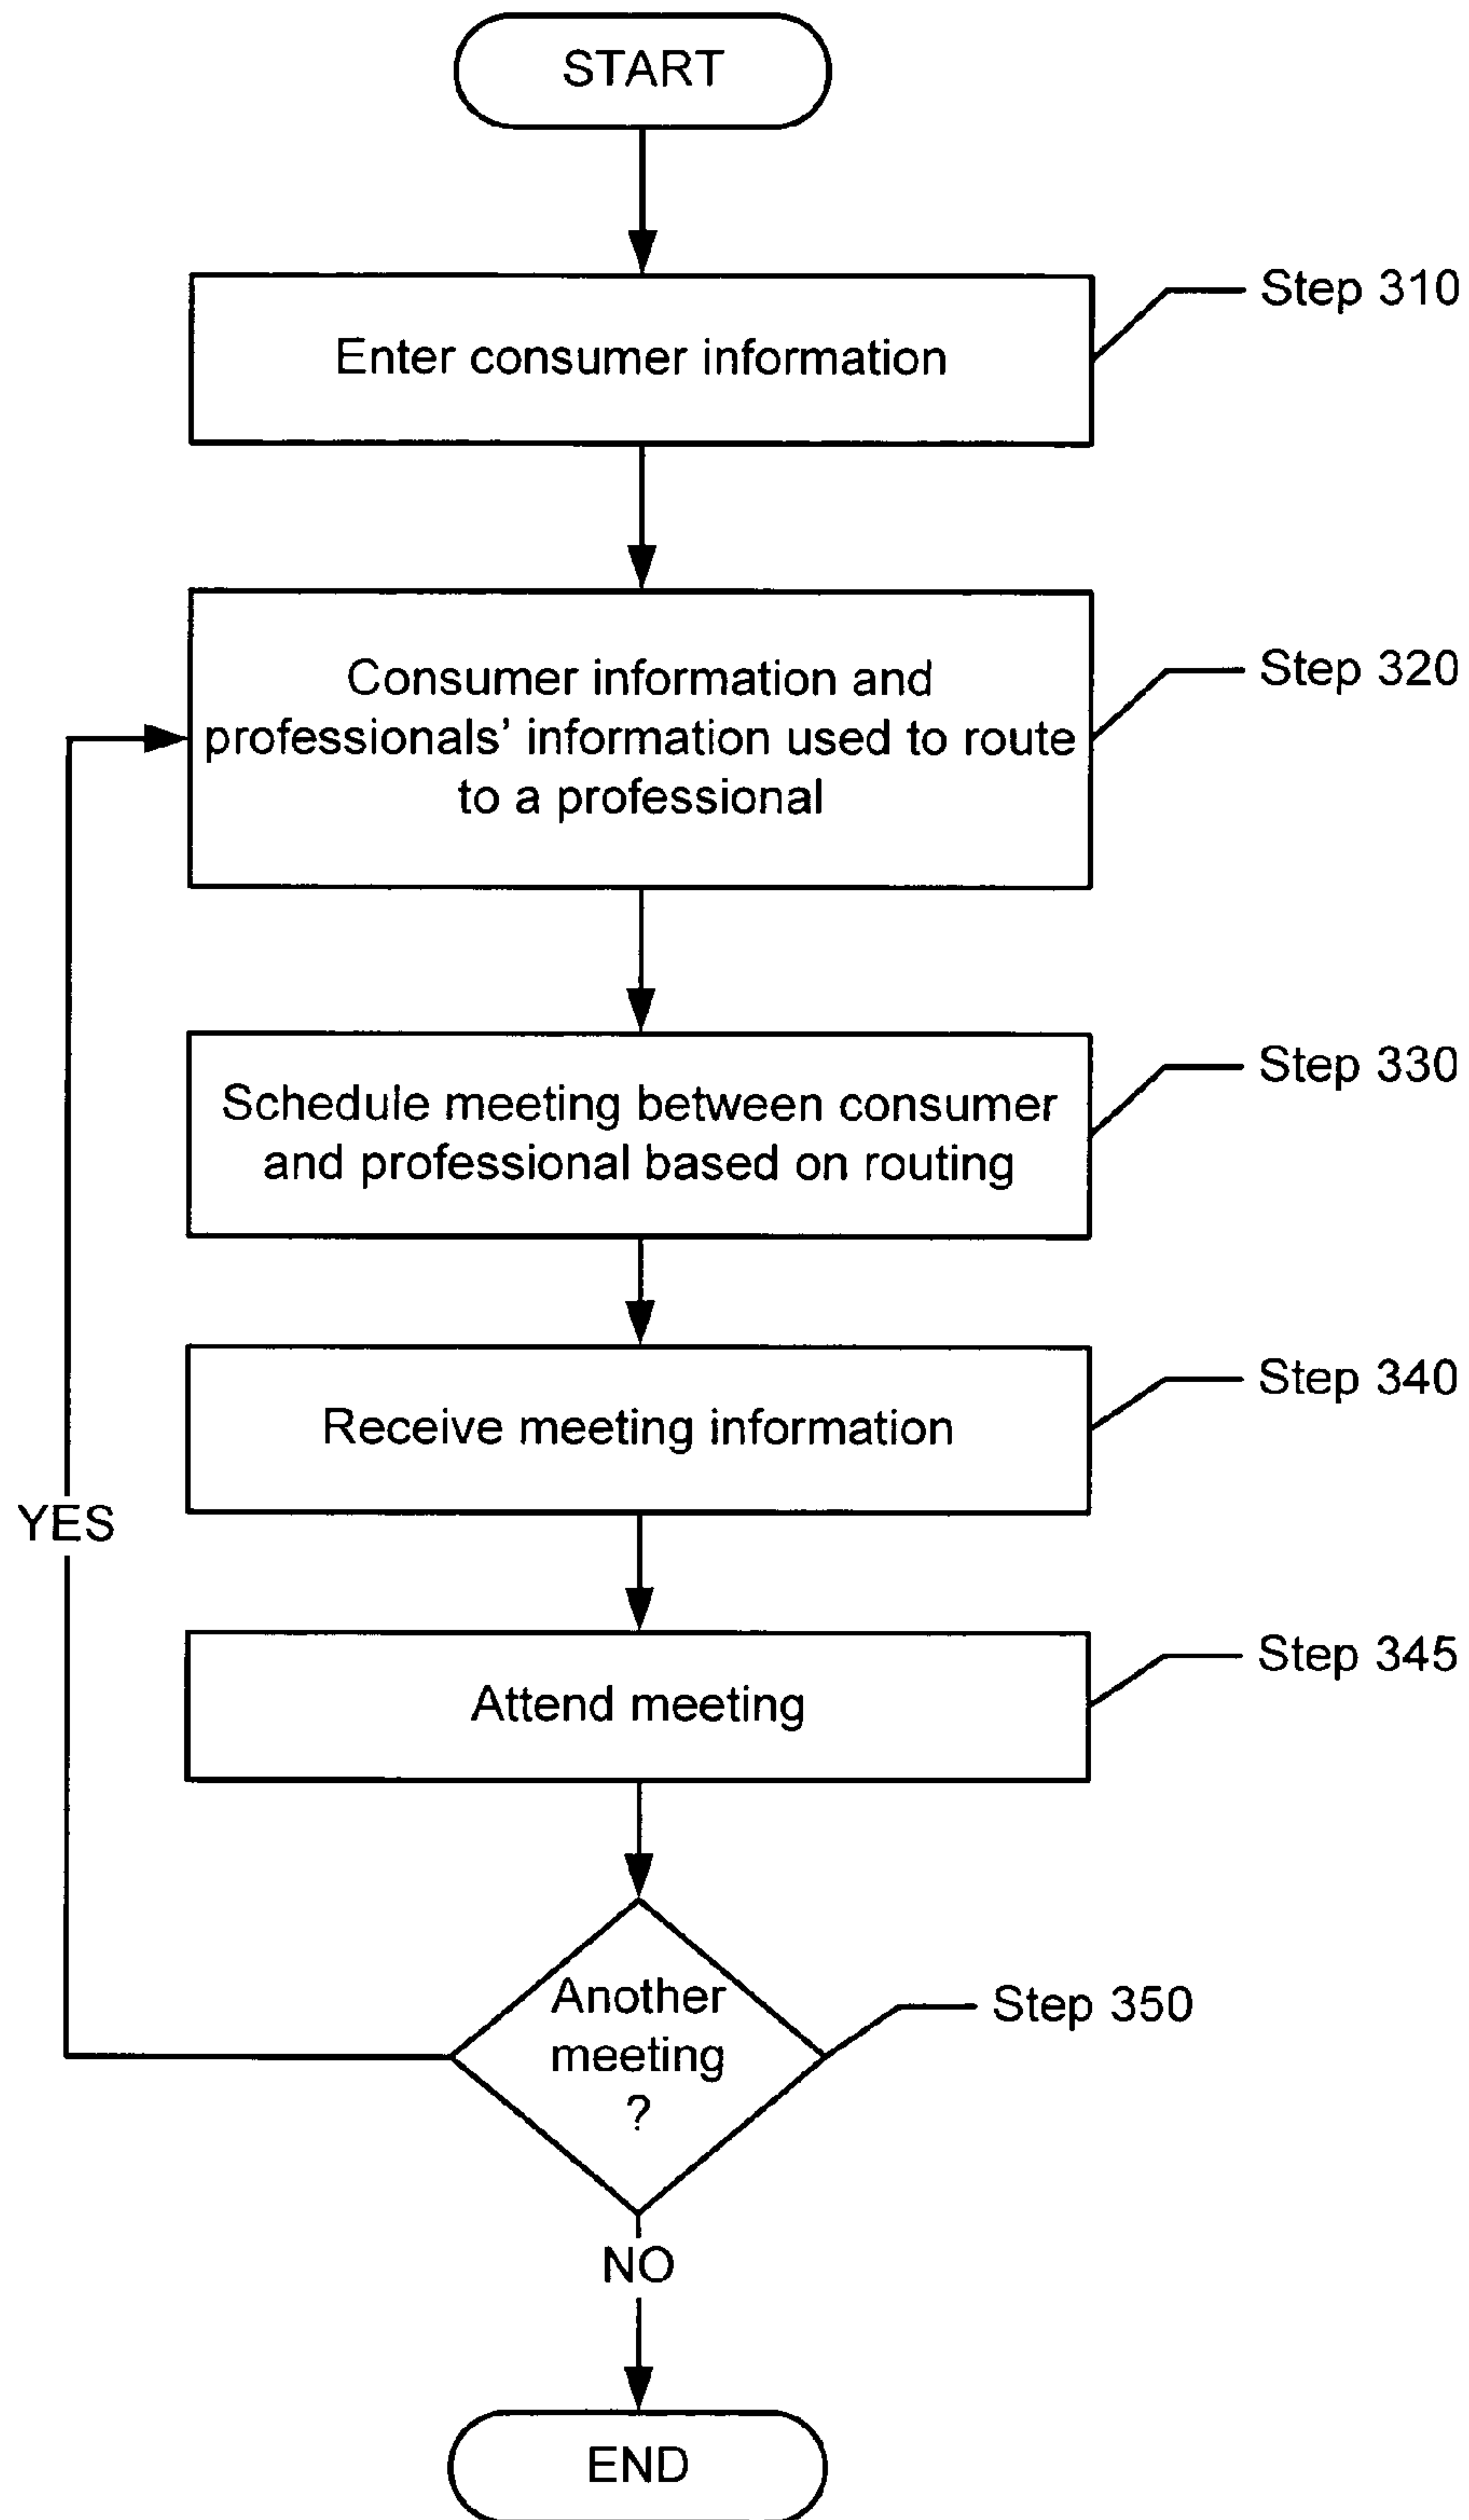 START
Enter consumer information
Step 310
Consumer information and
professionals' information used to route
to a professional
Step 320
Schedule meeting between consumer
and professional based on routing
Step 330
Receive meeting information
Step 340
YES
Attend meeting
Step 345
Another
meeting
?
Step 350
NO
END